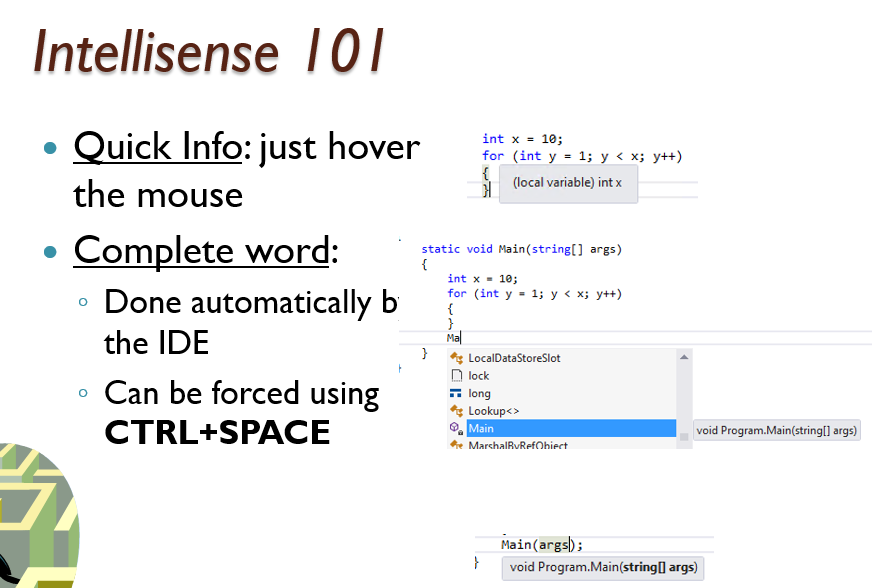 Intellisense 101
• Quick Info: just hover
the mouse
• Complete word:
◦ Done automatically by
the IDE
◦ Can be forced using
CTRL+SPACE
int x = 10;
for (int y = 1; y < x; y++)
{
}
(local variable) int x
static void Main(string[] args)
{
int x = 10;
for (int y = 1; y < x; y++)
{
}
Ma
}
LocalDataStoreSlot
lock
long
Lookup<>
Main
void Program.Main(string[] args)
MarshalByRefObject
Main(args);
}
void Program.Main(string[] args)